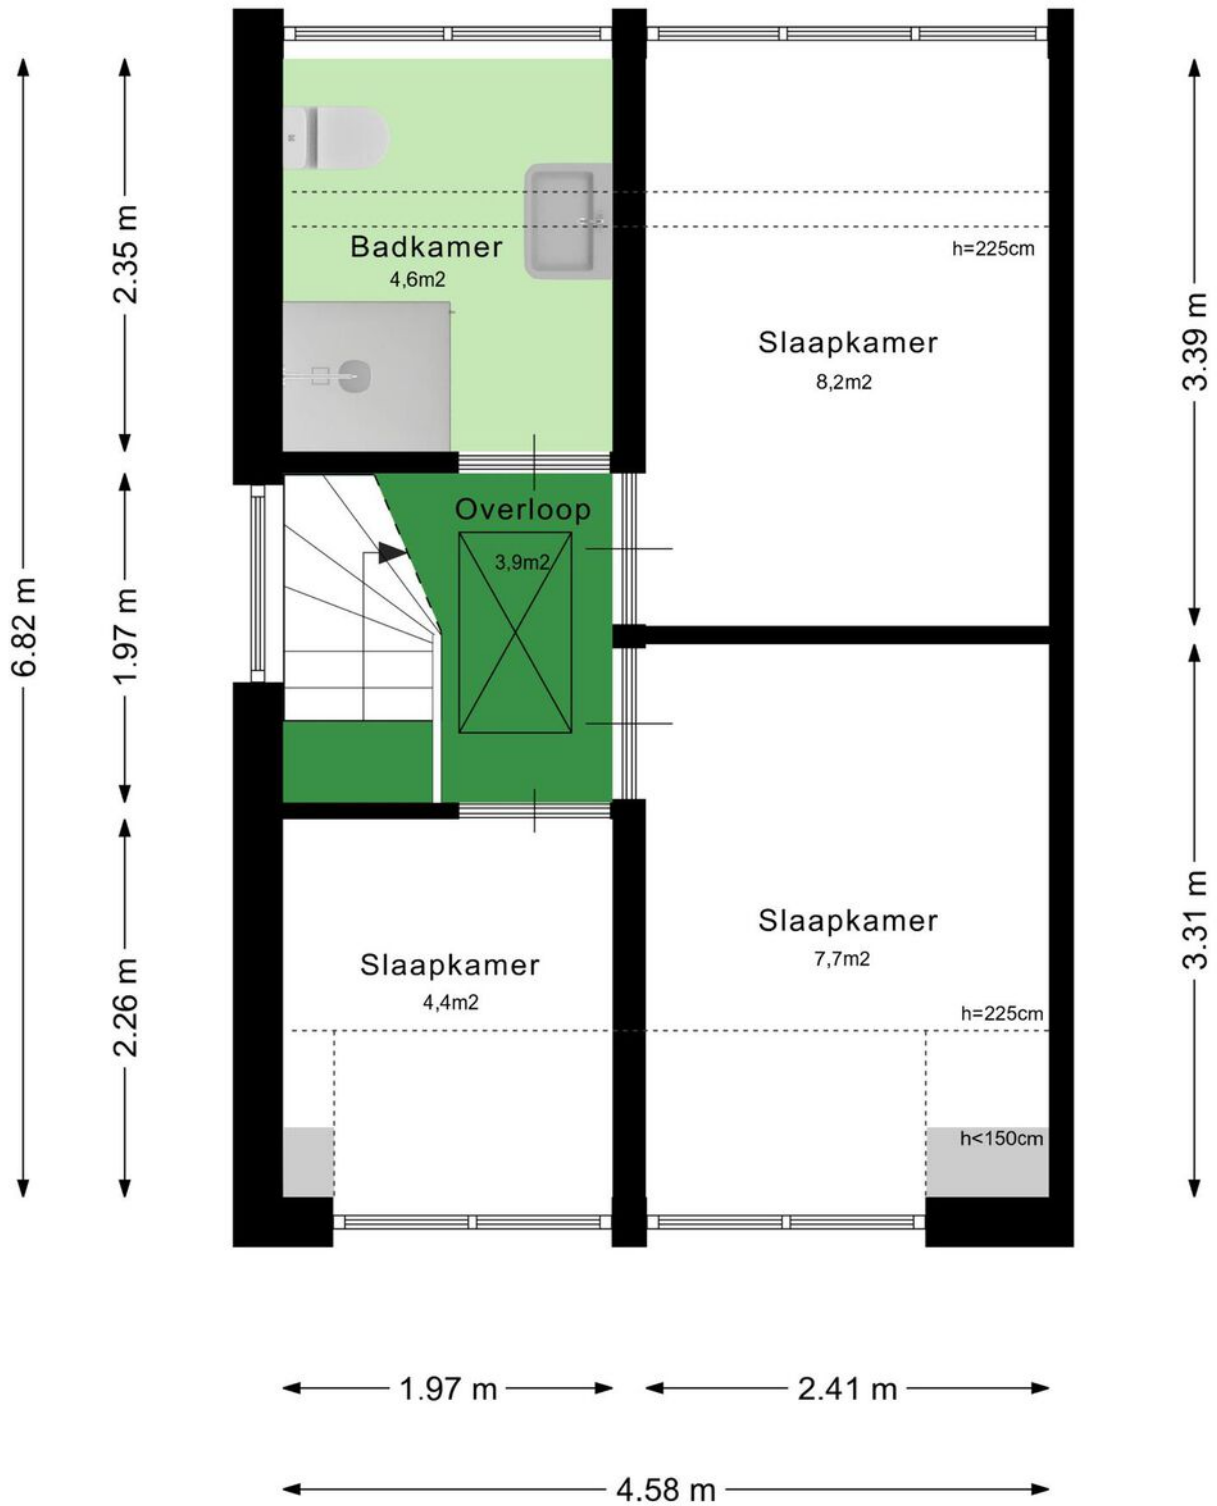 Badkamer
4,6m2
h=225cm
Slaapkamer
8,2m2
Overloop
3,9m2
Slaapkamer
7,7m2
Slaapkamer
4,4m2
h=225cm
h<150cm
6.82 m
2.35 m
1.97 m
2.26 m
3.39 m
3.31 m
1.97 m
2.41 m
4.58 m